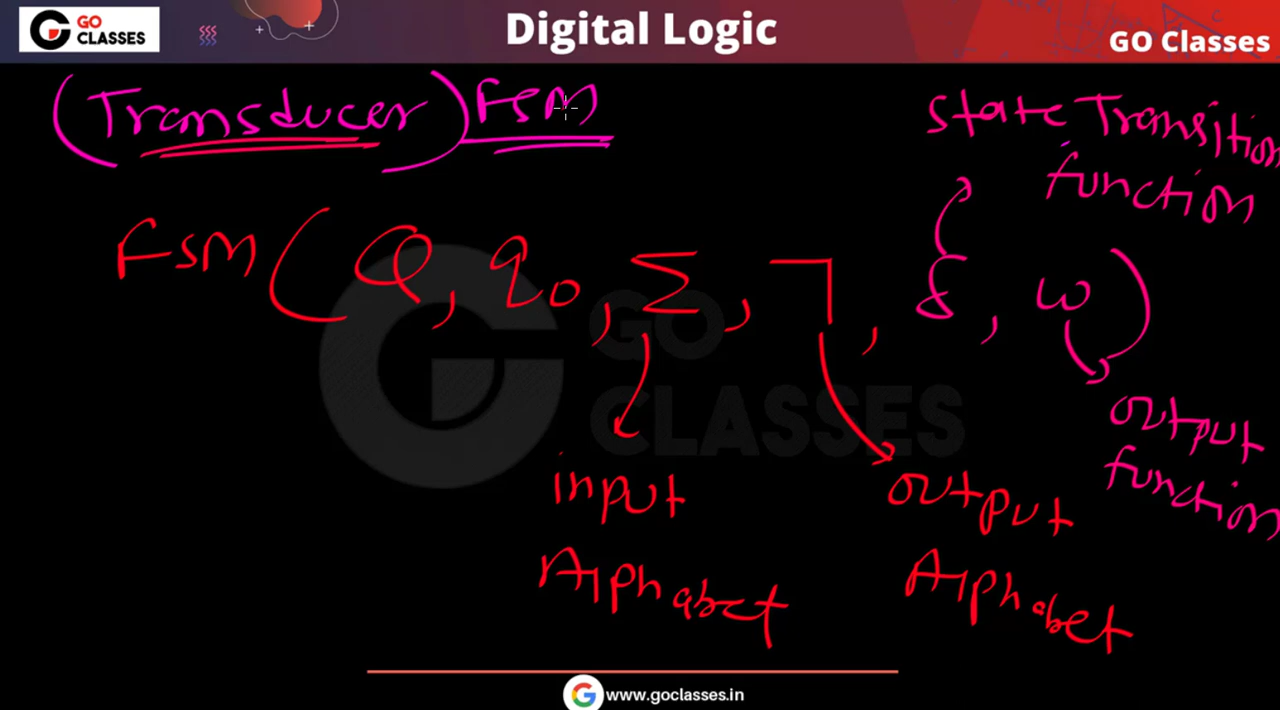 GO CLASSES
Digital Logic
GO Classes
(Transducer) FSM
State Transition
function
FSM ( Q, q0, Σ, ㄱ, δ, ω )
GO
CLASSES
input
Alphabet
output
Alphabet
output
function
www.goclasses.in